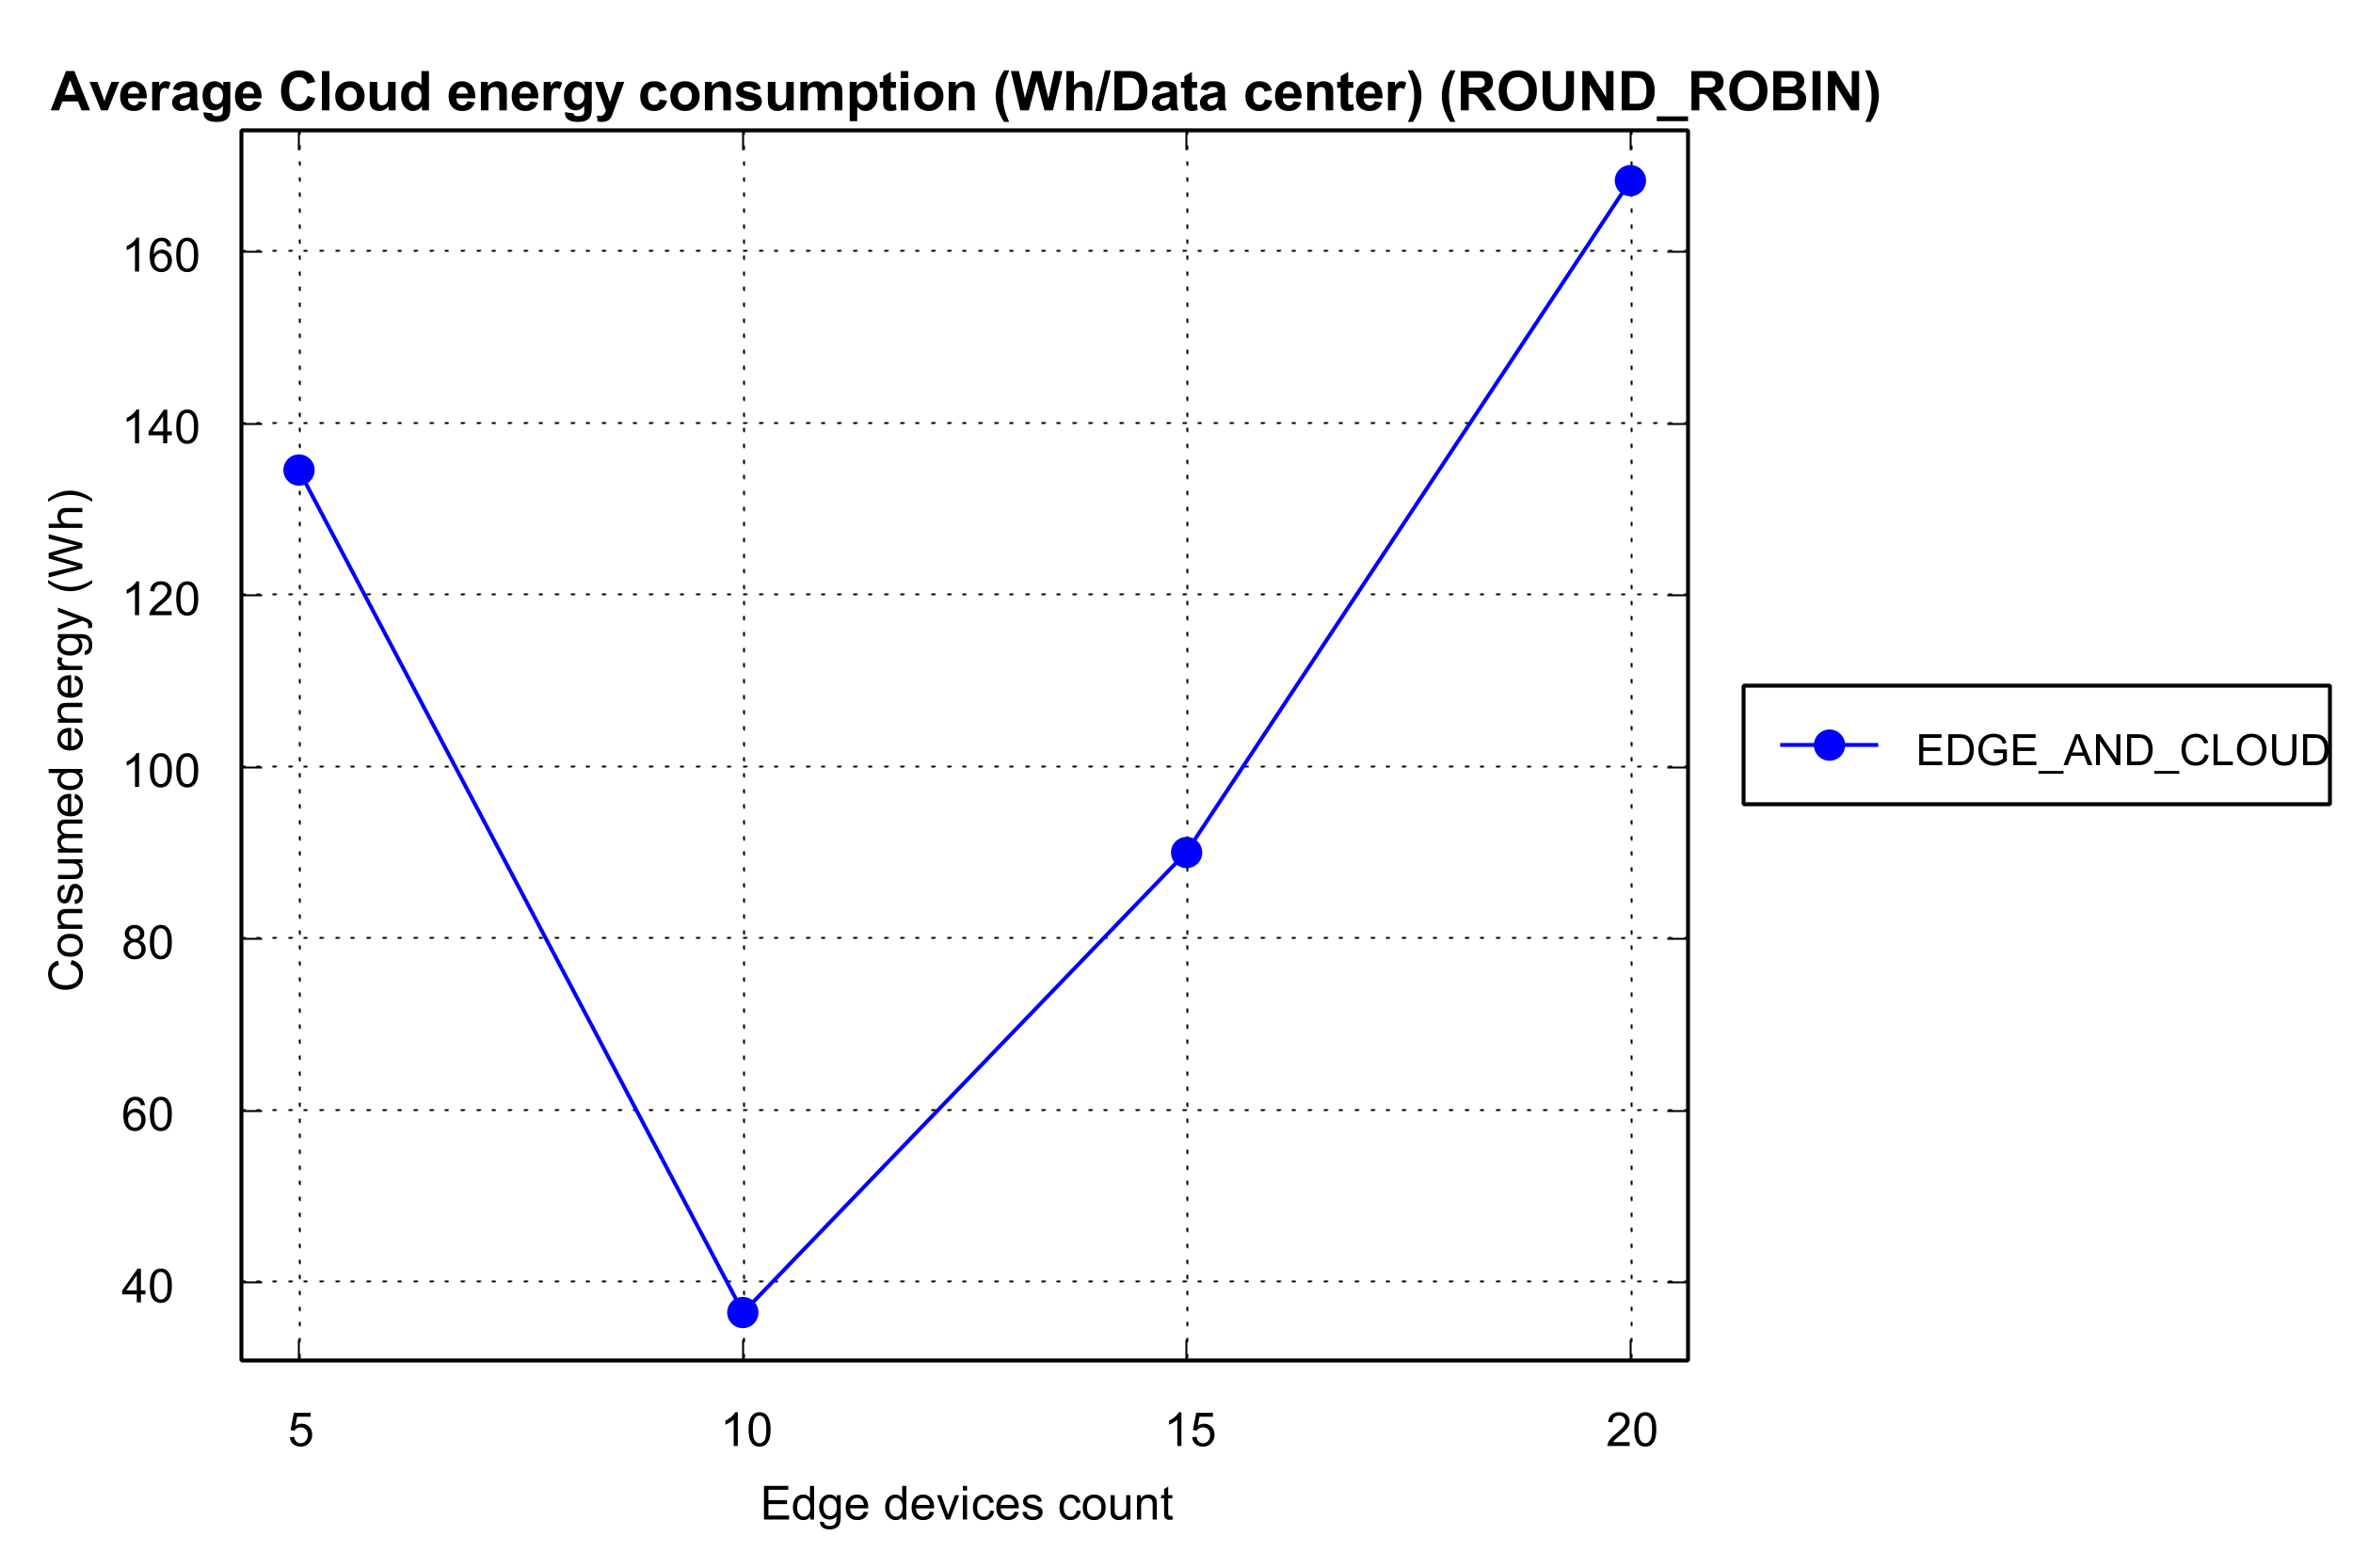 Average Cloud energy consumption (Wh/Data center) (ROUND_ROBIN)
160
140
120
100
80
60
40
Consumed energy (Wh)
5 10 15 20
Edge devices count
EDGE_AND_CLOUD